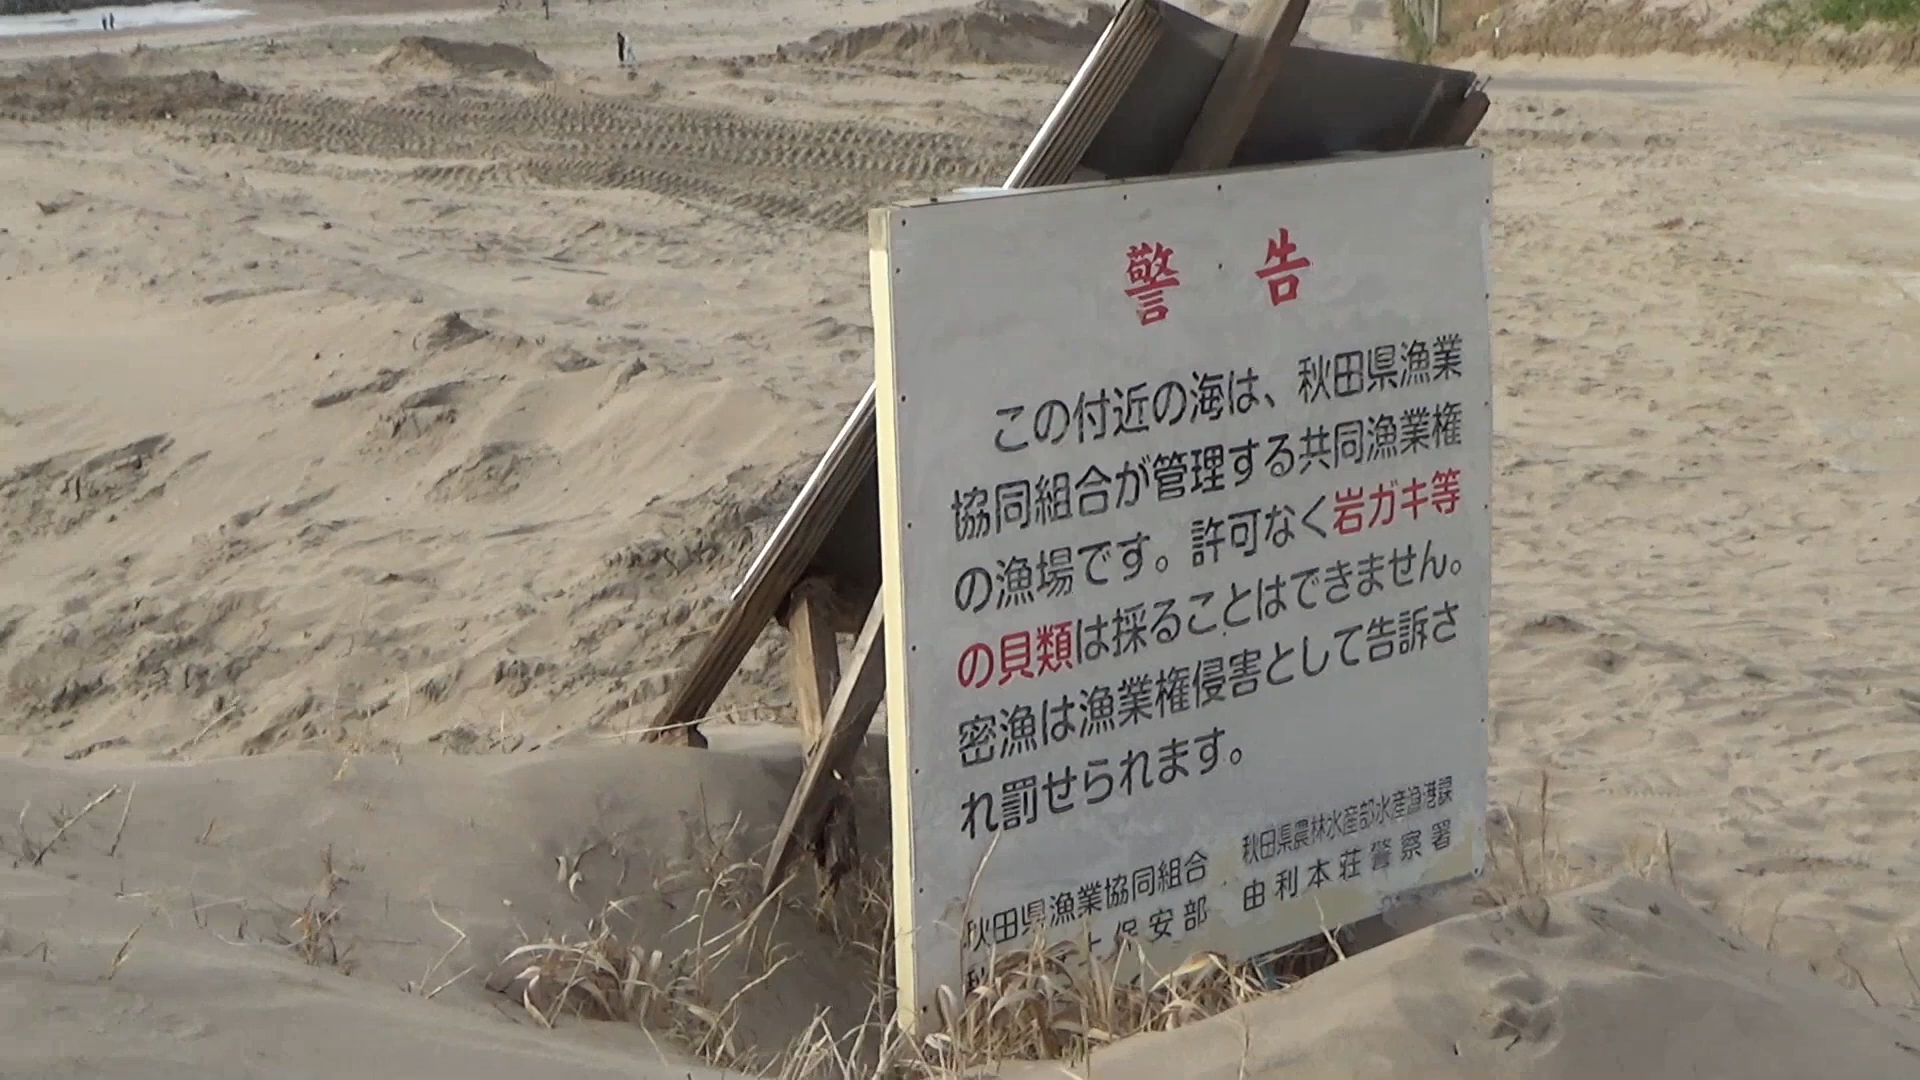 警告
この付近の海は、秋田県漁業
協同組合が管理する共同漁業権
の漁場です。許可なく岩ガキ等
の貝類は採ることはできません。
密漁は漁業権侵害として告訴さ
れ罰せられます。
秋田県漁業協同組合 秋田県農林水産部水産漁港課
保安部 由利本荘警察署